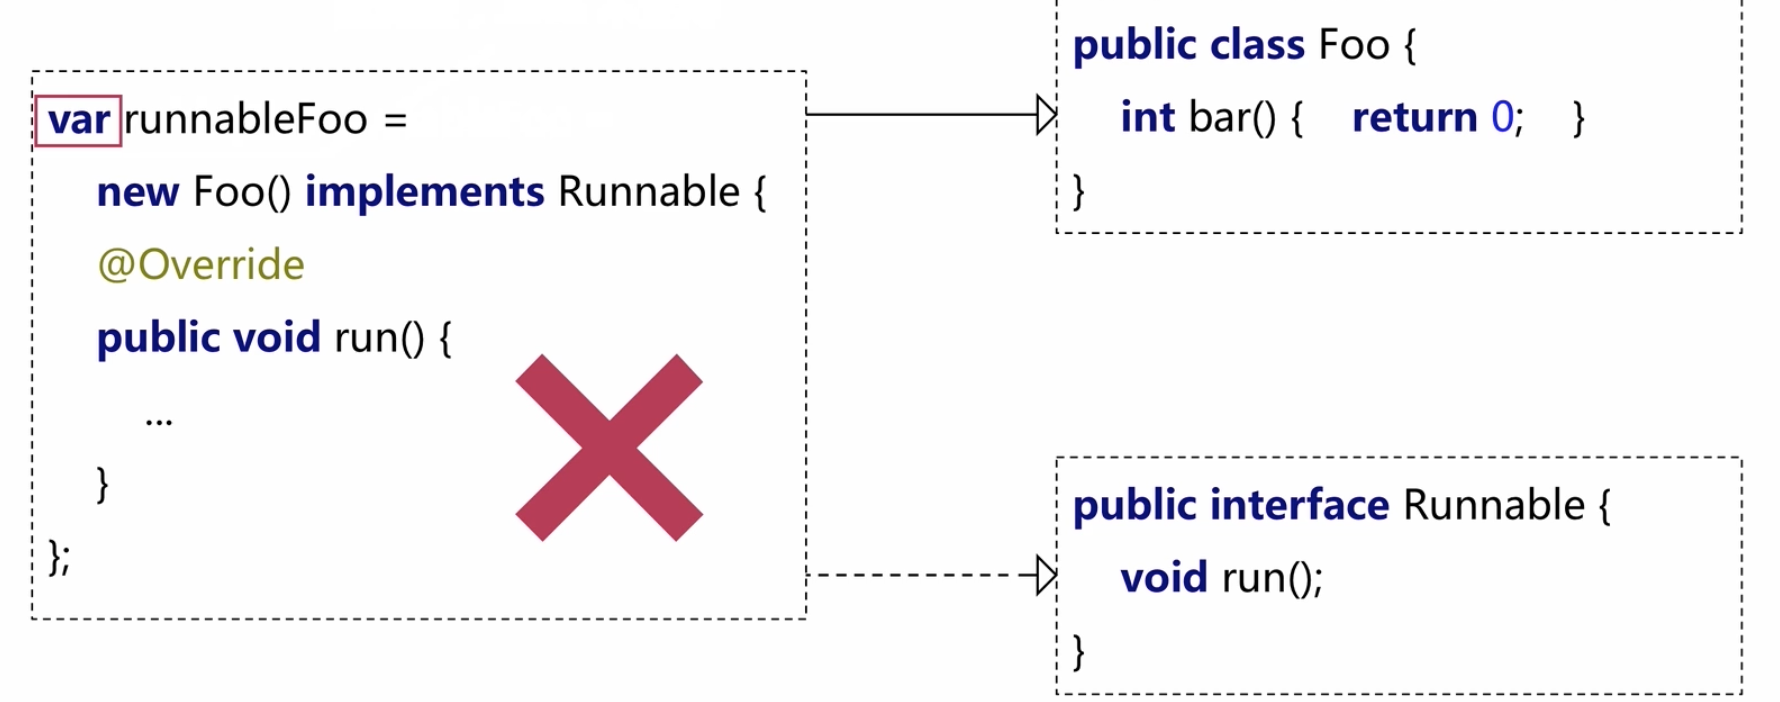 var runnableFoo =
new Foo() implements Runnable {
@Override
public void run() {
...
}
};
public class Foo {
int bar() { return 0; }
}
public interface Runnable {
void run();
}